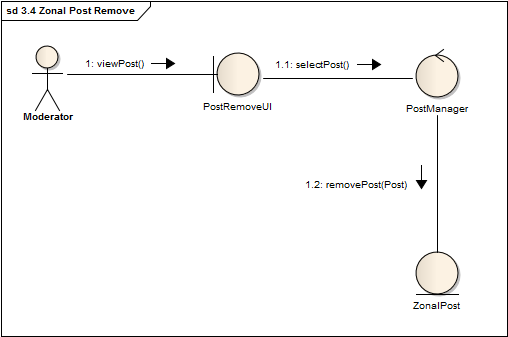 sd 3.4 Zonal Post Remove
1: viewPost()
1.1: selectPost()
Moderator
PostRemoveUI
PostManager
1.2: removePost(Post)
ZonalPost